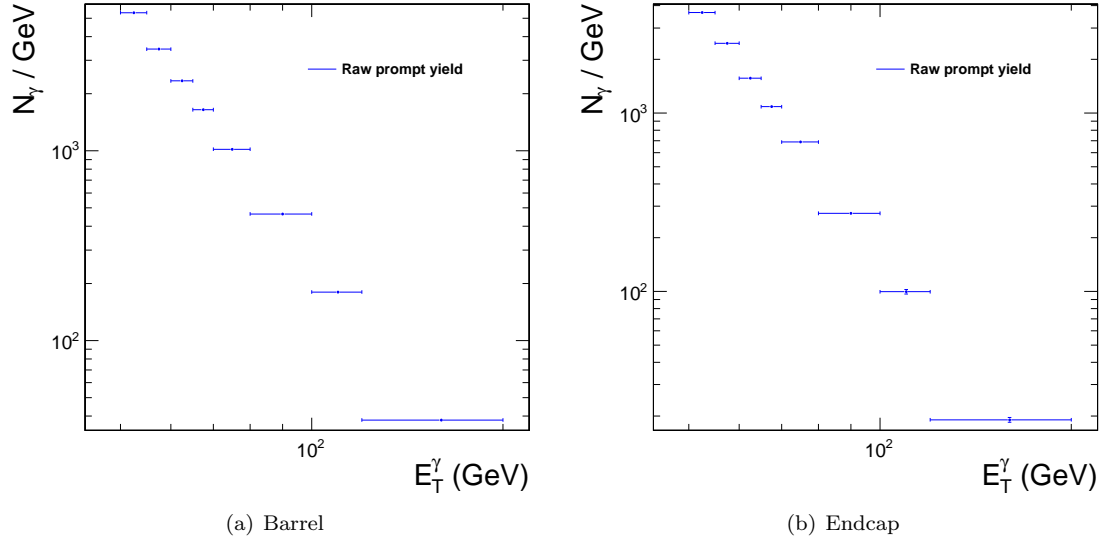 N_γ / GeV
Raw prompt yield
10^3
10^2
10^2
E_T^γ (GeV)
(a) Barrel
N_γ / GeV
Raw prompt yield
10^3
10^2
10^2
E_T^γ (GeV)
(b) Endcap